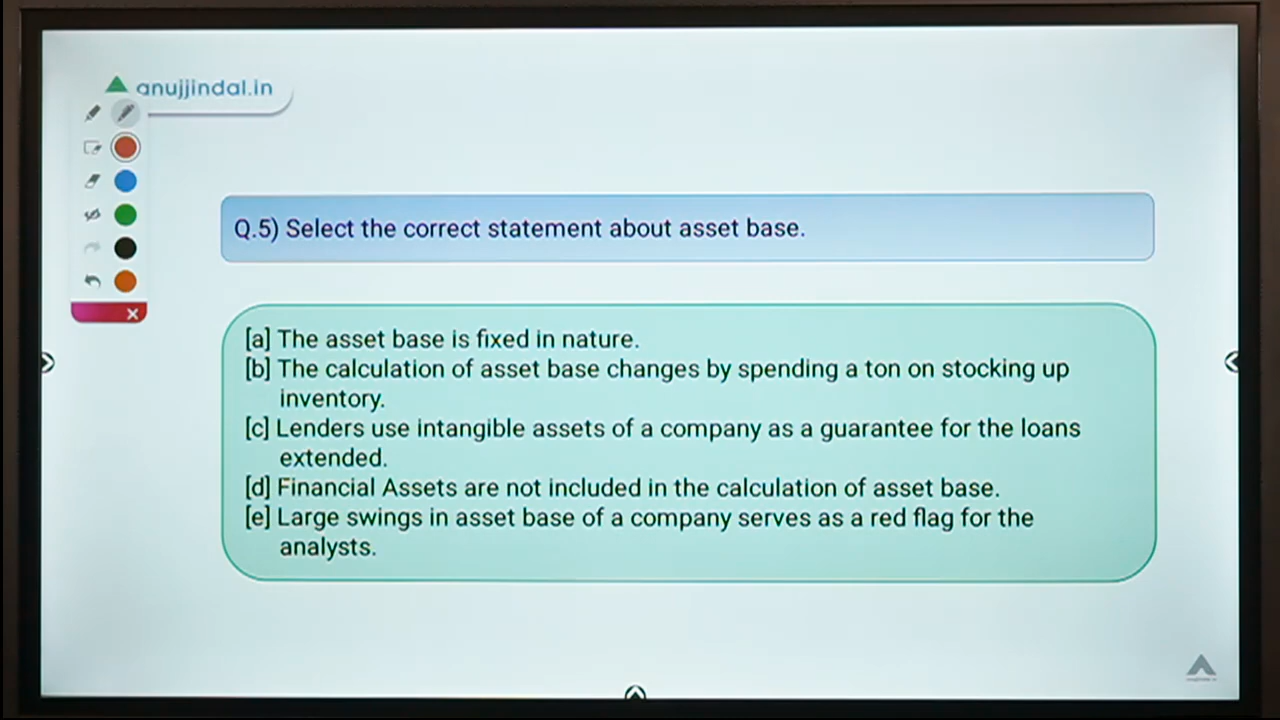 anujjindal.in
Q.5) Select the correct statement about asset base.
[a] The asset base is fixed in nature.
[b] The calculation of asset base changes by spending a ton on stocking up
inventory.
[c] Lenders use intangible assets of a company as a guarantee for the loans
extended.
[d] Financial Assets are not included in the calculation of asset base.
[e] Large swings in asset base of a company serves as a red flag for the
analysts.